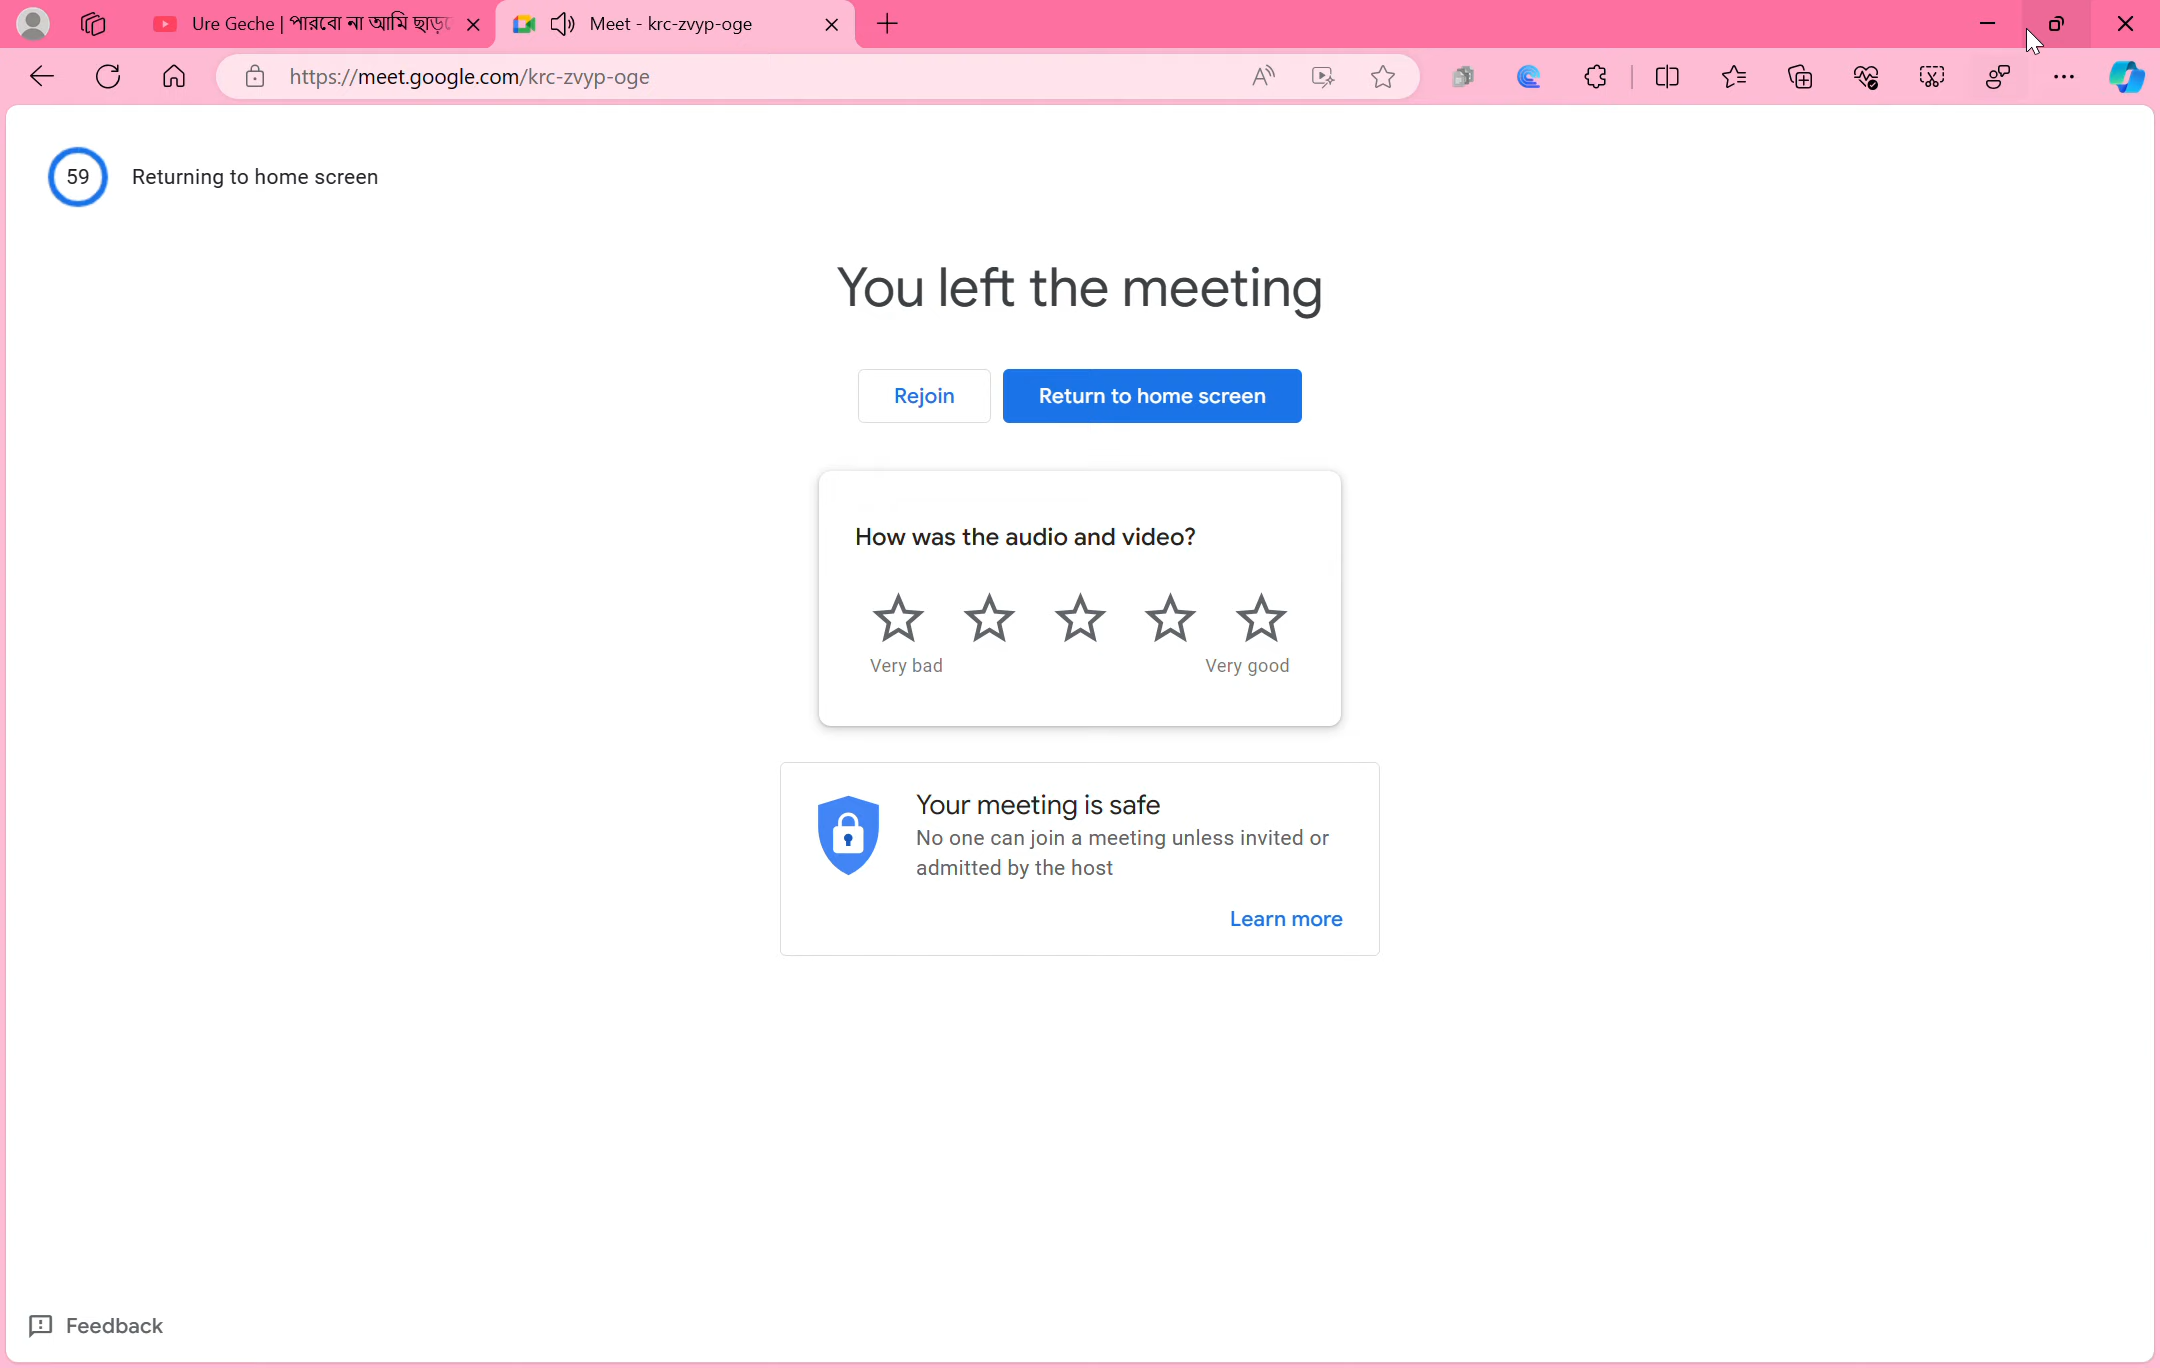 Ure Geche | পারবো না আমি ছাড়
Meet - krc-zvyp-oge
https://meet.google.com/krc-zvyp-oge
59 Returning to home screen
You left the meeting
Rejoin Return to home screen
How was the audio and video?
Very bad Very good
Your meeting is safe
No one can join a meeting unless invited or
admitted by the host
Learn more
Feedback